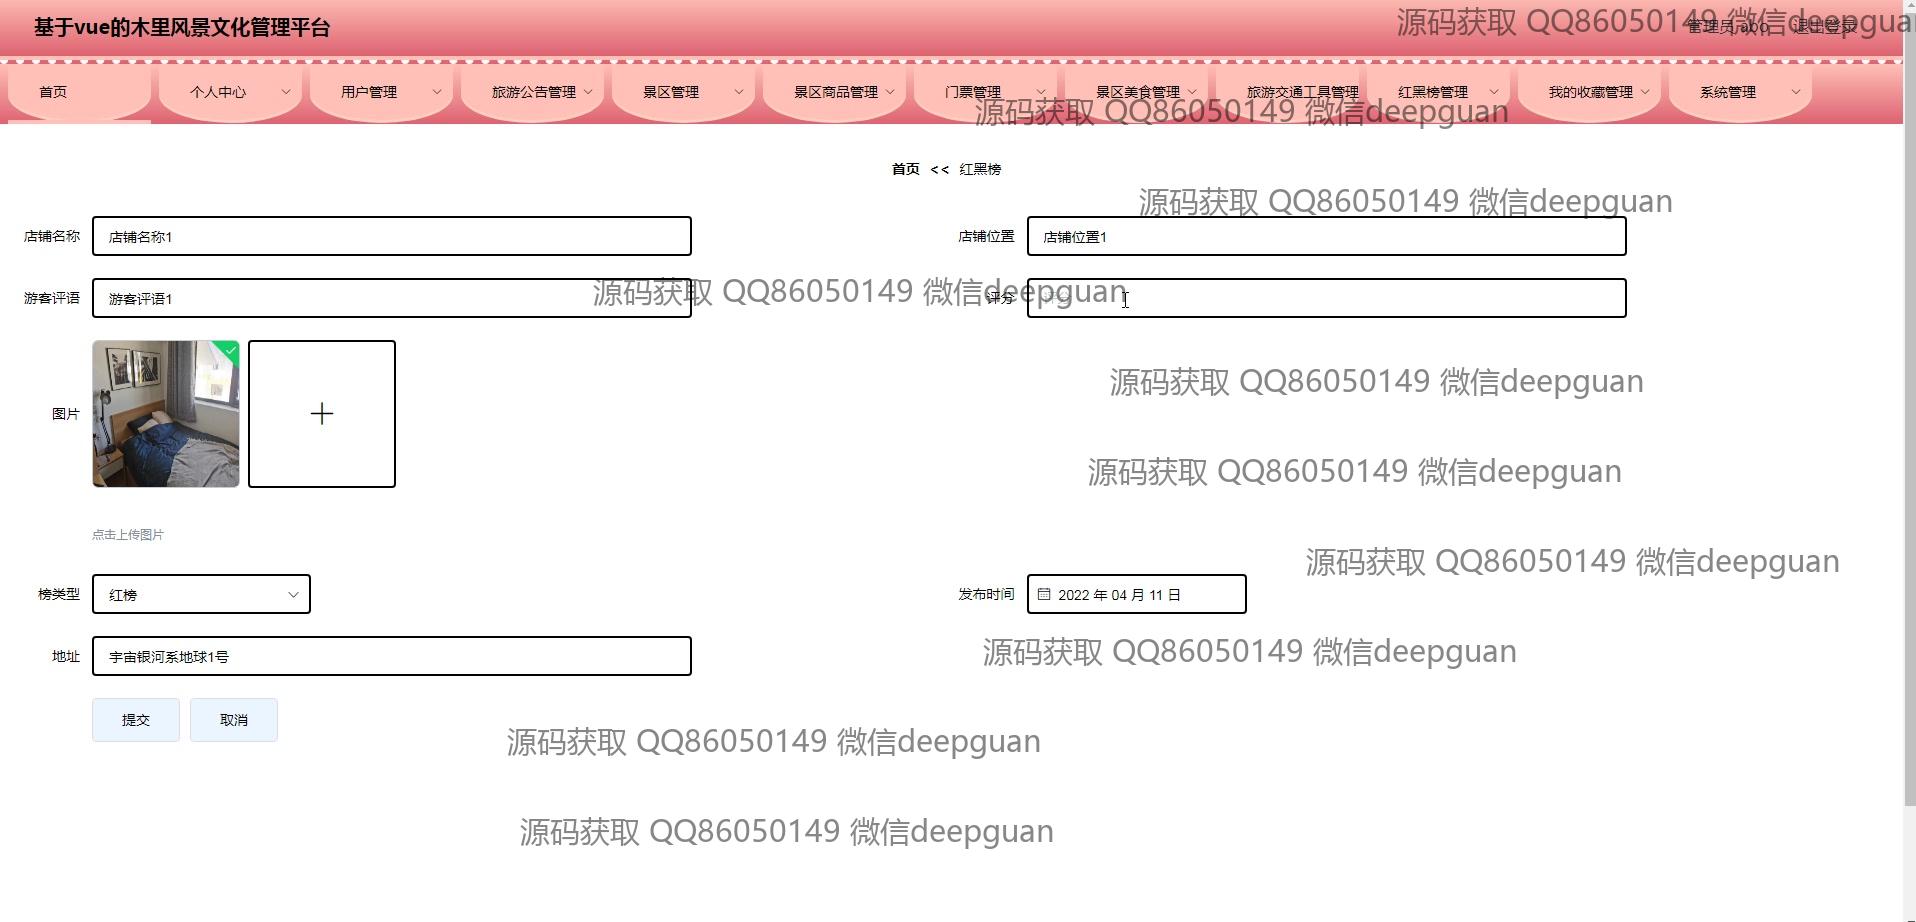 基于vue的木里风景文化管理平台
源码获取 QQ86050149 微信deepguan
管理员 abo
退出登录
首页 个人中心 用户管理 旅游公告管理 景区管理 景区商品管理 门票管理 景区美食管理 旅游交通工具管理 红黑榜管理 我的收藏管理 系统管理
源码获取 QQ86050149 微信deepguan
首页 << 红黑榜
源码获取 QQ86050149 微信deepguan
店铺名称 店铺名称1 店铺位置 店铺位置1
源码获取 QQ86050149 微信deepguan
游客评语 游客评语1 评分 评分
源码获取 QQ86050149 微信deepguan
图片
源码获取 QQ86050149 微信deepguan
点击上传图片
源码获取 QQ86050149 微信deepguan
榜类型 红榜 发布时间 2022 年 04 月 11 日
源码获取 QQ86050149 微信deepguan
地址 宇宙银河系地球1号
提交 取消
源码获取 QQ86050149 微信deepguan
源码获取 QQ86050149 微信deepguan